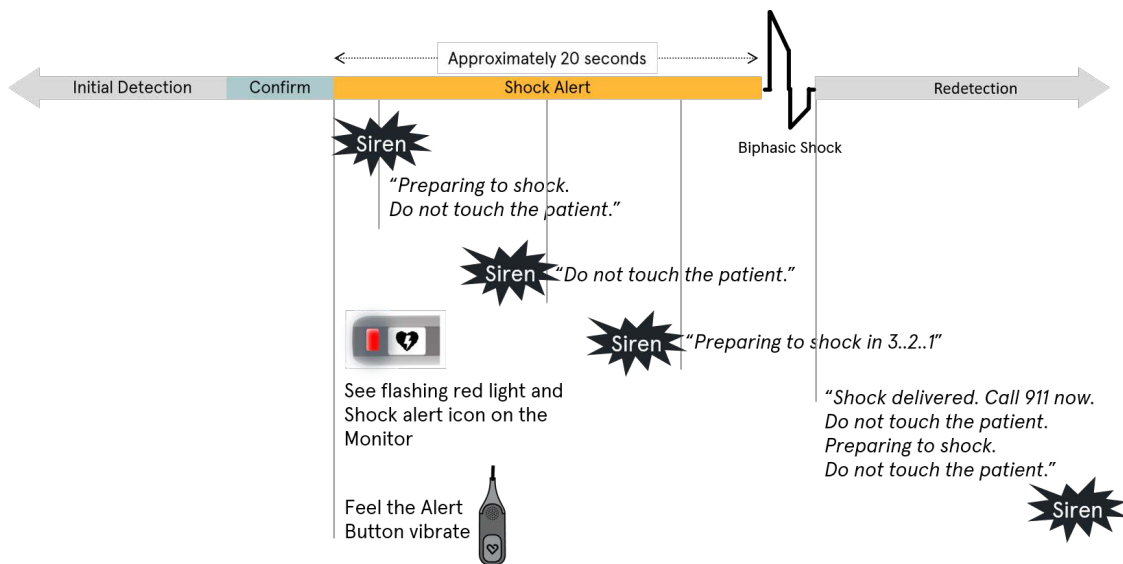 Approximately 20 seconds
Initial Detection
Confirm
Shock Alert
Redetection
Biphasic Shock
Siren
“Preparing to shock.
Do not touch the patient.”
Siren
“Do not touch the patient.”
Siren
“Preparing to shock in 3..2..1”
See flashing red light and
Shock alert icon on the
Monitor
“Shock delivered. Call 911 now.
Do not touch the patient.
Preparing to shock.
Do not touch the patient.”
Siren
Feel the Alert
Button vibrate